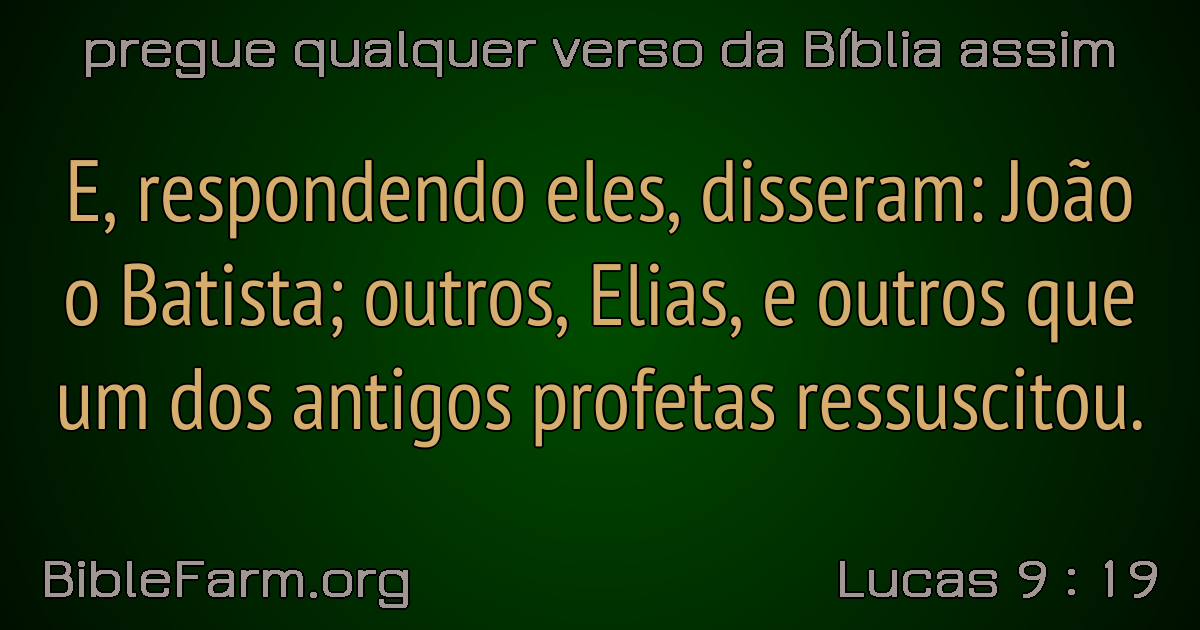 pregue qualquer verso da Bíblia assim
E, respondendo eles, disseram: João
o Batista; outros, Elias, e outros que
um dos antigos profetas ressuscitou.
BibleFarm.org
Lucas 9 : 19